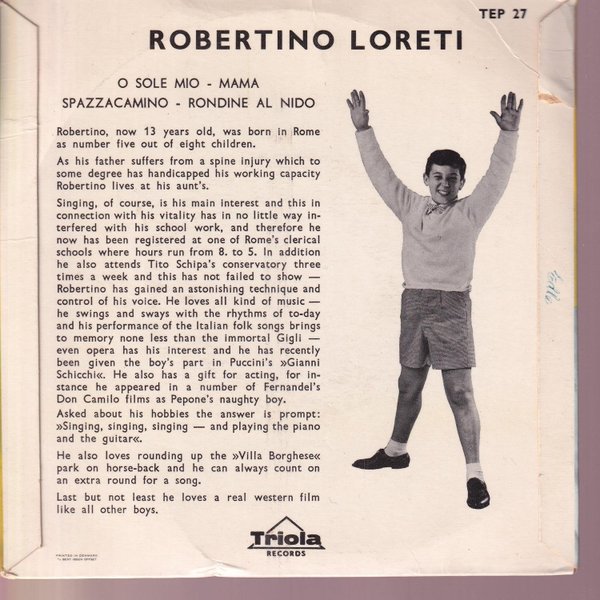 TEP 27
ROBERTINO LORETI
O SOLE MIO - MAMA
SPAZZACAMINO - RONDINE AL NIDO
Robertino, now 13 years old, was born in Rome
as number five out of eight children.
As his father suffers from a spine injury which to
some degree has handicapped his working capacity
Robertino lives at his aunt's.
Singing, of course, is his main interest and this in
connection with his vitality has in no little way in-
terfered with his school work, and therefore he
now has been registered at one of Rome's clerical
schools where hours run from 8. to 5. In addition
he also attends Tito Schipa's conservatory three
times a week and this has not failed to show —
Robertino has gained an astonishing technique and
control of his voice. He loves all kind of music —
he swings and sways with the rhythms of to-day
and his performance of the Italian folk songs brings
to memory none less than the immortal Gigli —
even opera has his interest and he has recently
been given the boy's part in Puccini's »Gianni
Schicchi«. He also has a gift for acting, for in-
stance he appeared in a number of Fernandel's
Don Camilo films as Pepone's naughty boy.
Asked about his hobbies the answer is prompt:
»Singing, singing, singing — and playing the piano
and the guitar«.
He also loves rounding up the »Villa Borghese«
park on horse-back and he can always count on
an extra round for a song.
Last but not least he loves a real western film
like all other boys.
Triola
RECORDS
PRINTED IN DENMARK